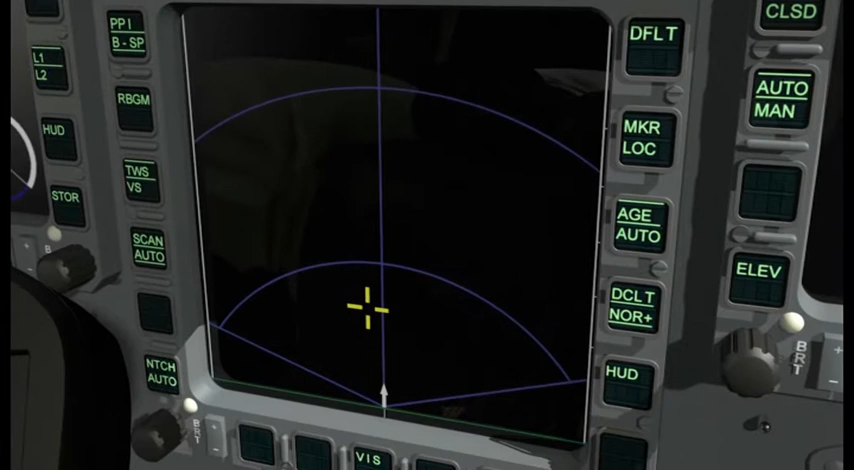 PPI
B-SP
L1
L2
RBGM
HUD
TWS
VS
STOR
SCAN
AUTO
NTCH
AUTO
BRT
VIS
DFLT
MKR
LOC
AGE
AUTO
DCLT
NOR+
HUD
CLSD
AUTO
MAN
ELEV
BRT